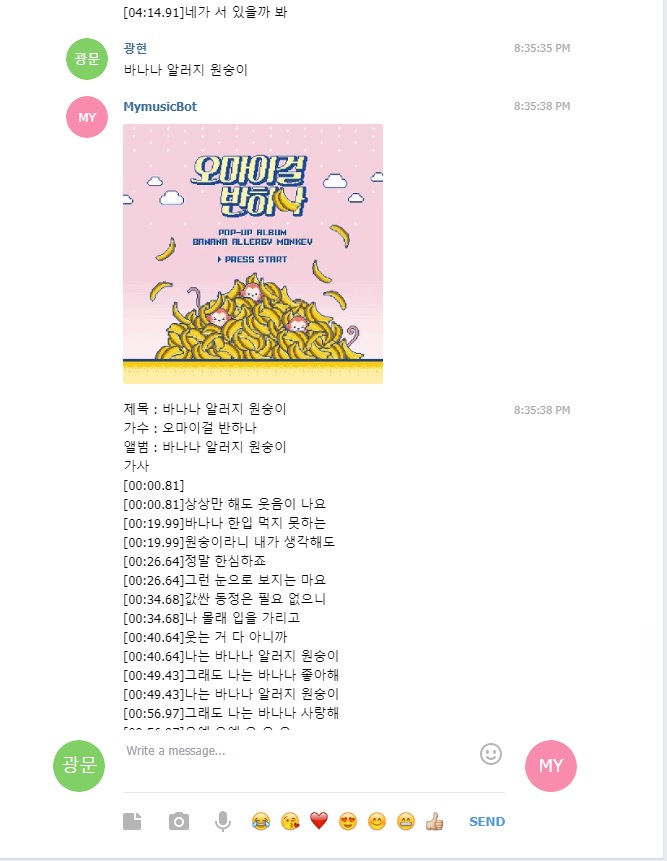 [04:14.91]네가 서 있을까 봐
광문
광현
8:35:35 PM
바나나 알러지 원숭이
MY
MymusicBot
8:35:38 PM
오마이걸
반하나
POP-UP ALBUM
BANANA ALLERGY MONKEY
PRESS START
제목 : 바나나 알러지 원숭이
8:35:38 PM
가수 : 오마이걸 반하나
앨범 : 바나나 알러지 원숭이
가사
[00:00.81]
[00:00.81]상상만 해도 웃음이 나요
[00:19.99]바나나 한입 먹지 못하는
[00:19.99]원숭이라니 내가 생각해도
[00:26.64]정말 한심하죠
[00:26.64]그런 눈으로 보지는 마요
[00:34.68]값싼 동정은 필요 없으니
[00:34.68]나 몰래 입을 가리고
[00:40.64]웃는 거 다 아니까
[00:40.64]나는 바나나 알러지 원숭이
[00:49.43]그래도 나는 바나나 좋아해
[00:49.43]나는 바나나 알러지 원숭이
[00:56.97]그래도 나는 바나나 사랑해
광문
Write a message...
MY
SEND